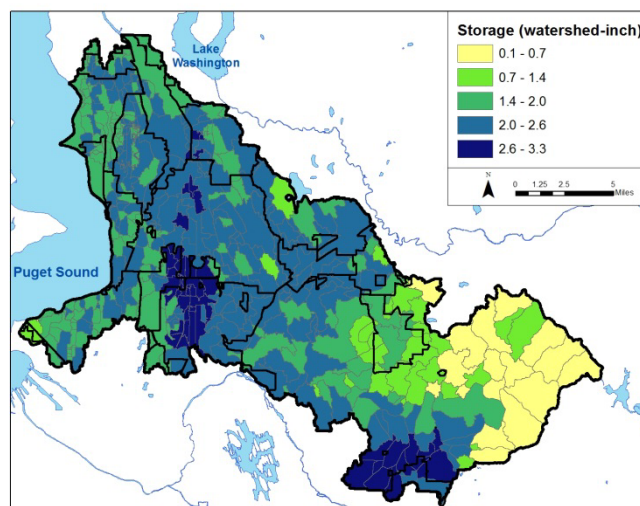 Lake
Washington
Puget Sound
Storage (watershed-inch)
0.1 - 0.7
0.7 - 1.4
1.4 - 2.0
2.0 - 2.6
2.6 - 3.3
N
0 1.25 2.5 5
Miles